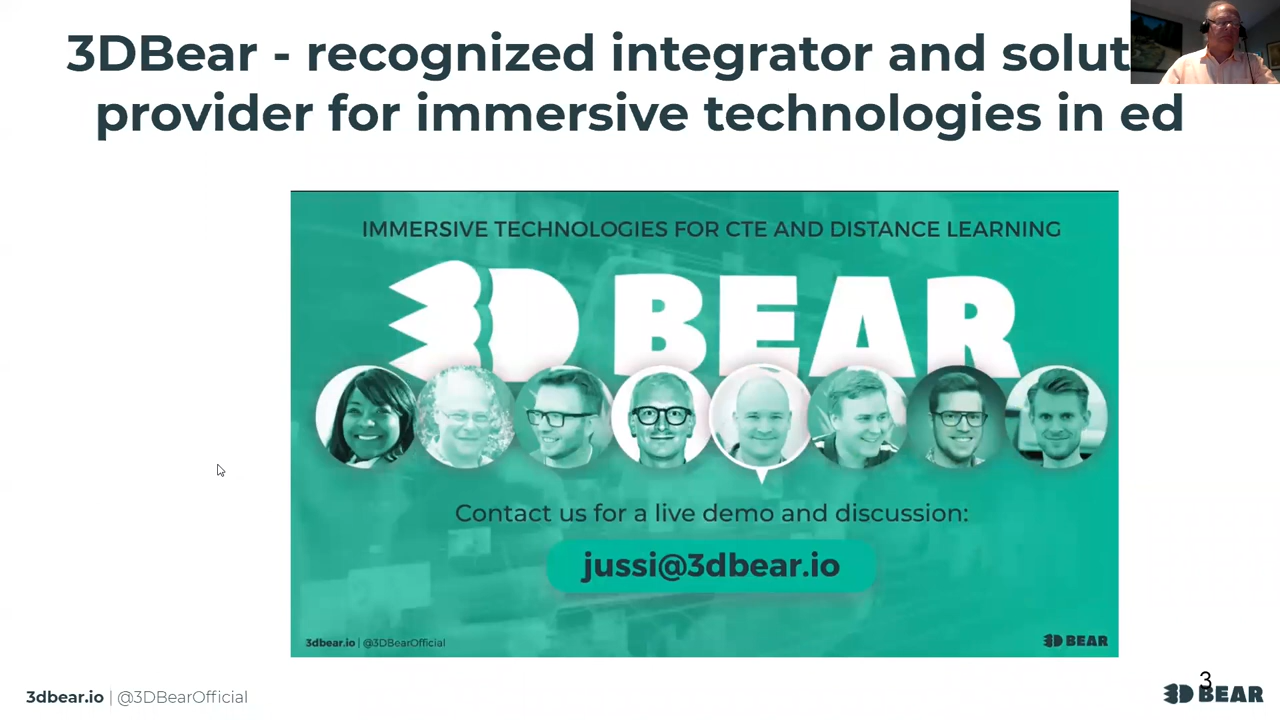 3DBear - recognized integrator and solut
provider for immersive technologies in ed
IMMERSIVE TECHNOLOGIES FOR CTE AND DISTANCE LEARNING
3D BEAR
Contact us for a live demo and discussion:
jussi@3dbear.io
3dbear.io | @3DBearOfficial
3D BEAR
3dbear.io | @3DBearOfficial
3
3D BEAR